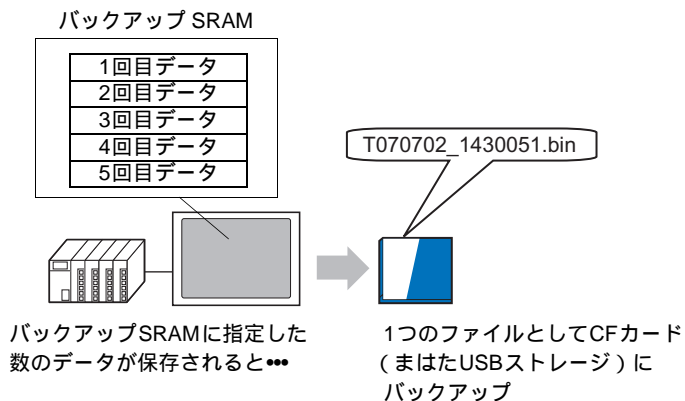 バックアップ SRAM
1回目データ
2回目データ
3回目データ
4回目データ
5回目データ
T070702_1430051.bin
バックアップSRAMに指定した
数のデータが保存されると•••
1つのファイルとしてCFカード
(まはたUSBストレージ)に
バックアップ